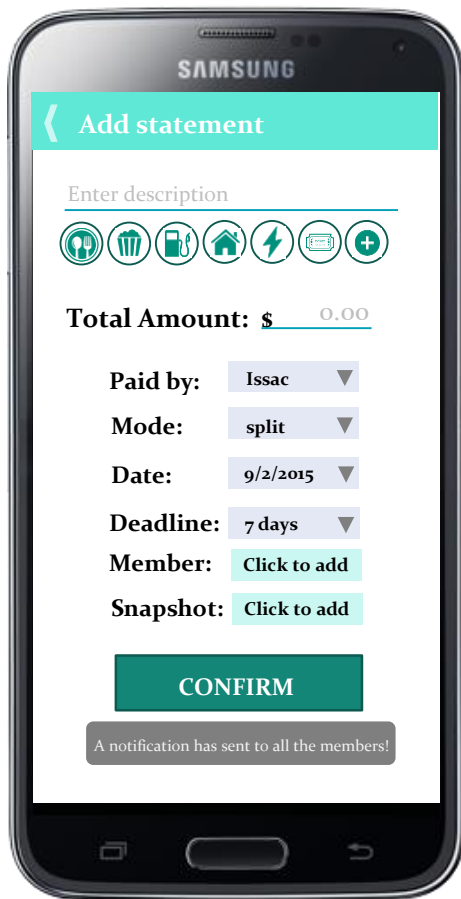 SAMSUNG
Add statement
Enter description
Total Amount: $ 0.00
Paid by: Issac
Mode: split
Date: 9/2/2015
Deadline: 7 days
Member: Click to add
Snapshot: Click to add
CONFIRM
A notification has sent to all the members!